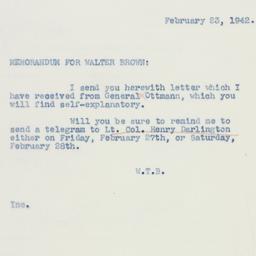 February 23, 1942.
MEMORANDUM FOR WALTER BROWN:
I send you herewith letter which I
have received from General Ottmann, which you
will find self-explanatory.
Will you be sure to remind me to
send a telegram to Lt. Col. Henry Darlington
either on Friday, February 27th, or Saturday,
February 28th.
W.T.B.
Inc.